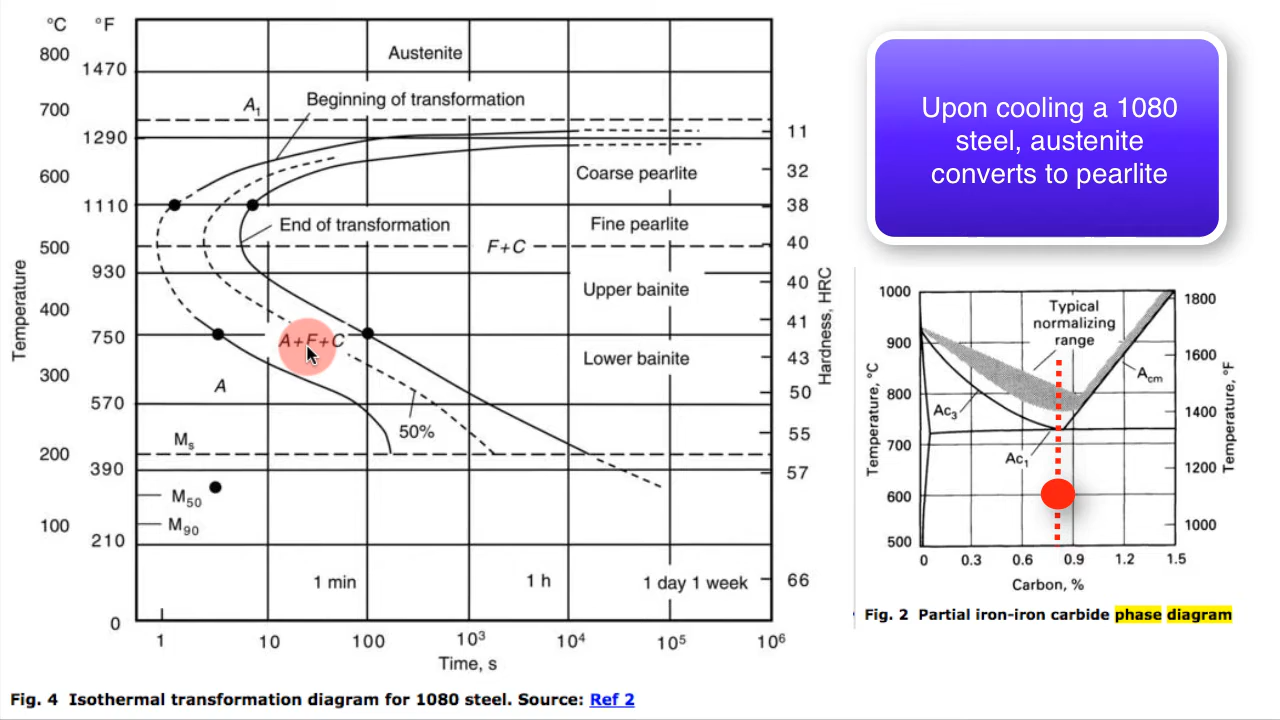 °C °F
800
1470
700
1290
600
1110
500
930
400
750
300
570
200
390
100
210
0
Temperature
Austenite
A1
Beginning of transformation
Coarse pearlite
End of transformation
Fine pearlite
F+C
Upper bainite
A+F+C
Lower bainite
A
50%
Ms
M50
M90
1 min
1 h
1 day 1 week
11
32
38
40
40
41
43
50
55
57
66
Hardness, HRC
1 10 100 10³ 10⁴ 10⁵ 10⁶
Time, s
Fig. 4 Isothermal transformation diagram for 1080 steel. Source: Ref 2
Upon cooling a 1080
steel, austenite
converts to pearlite
1000
900
800
700
600
500
Temperature, °C
Typical
normalizing
range
Acm
Ac3
Ac1
1800
1600
1400
1200
1000
Temperature, °F
0 0.3 0.6 0.9 1.2 1.5
Carbon, %
Fig. 2 Partial iron-iron carbide phase diagram